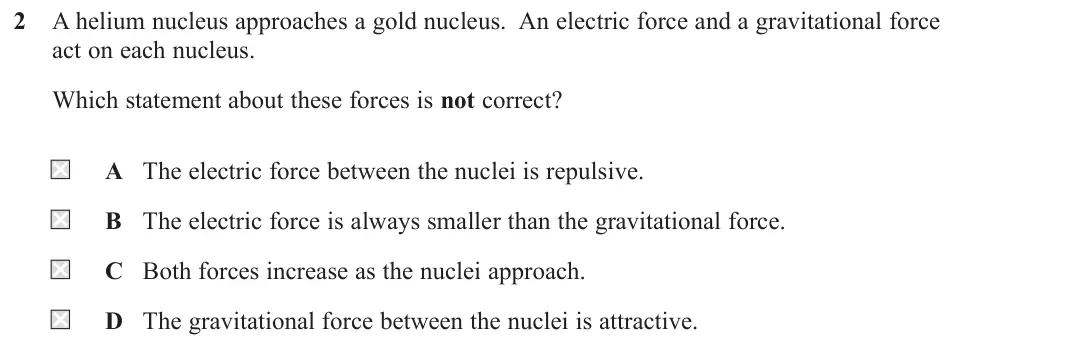 2 A helium nucleus approaches a gold nucleus. An electric force and a gravitational force
act on each nucleus.
Which statement about these forces is not correct?
A The electric force between the nuclei is repulsive.
B The electric force is always smaller than the gravitational force.
C Both forces increase as the nuclei approach.
D The gravitational force between the nuclei is attractive.